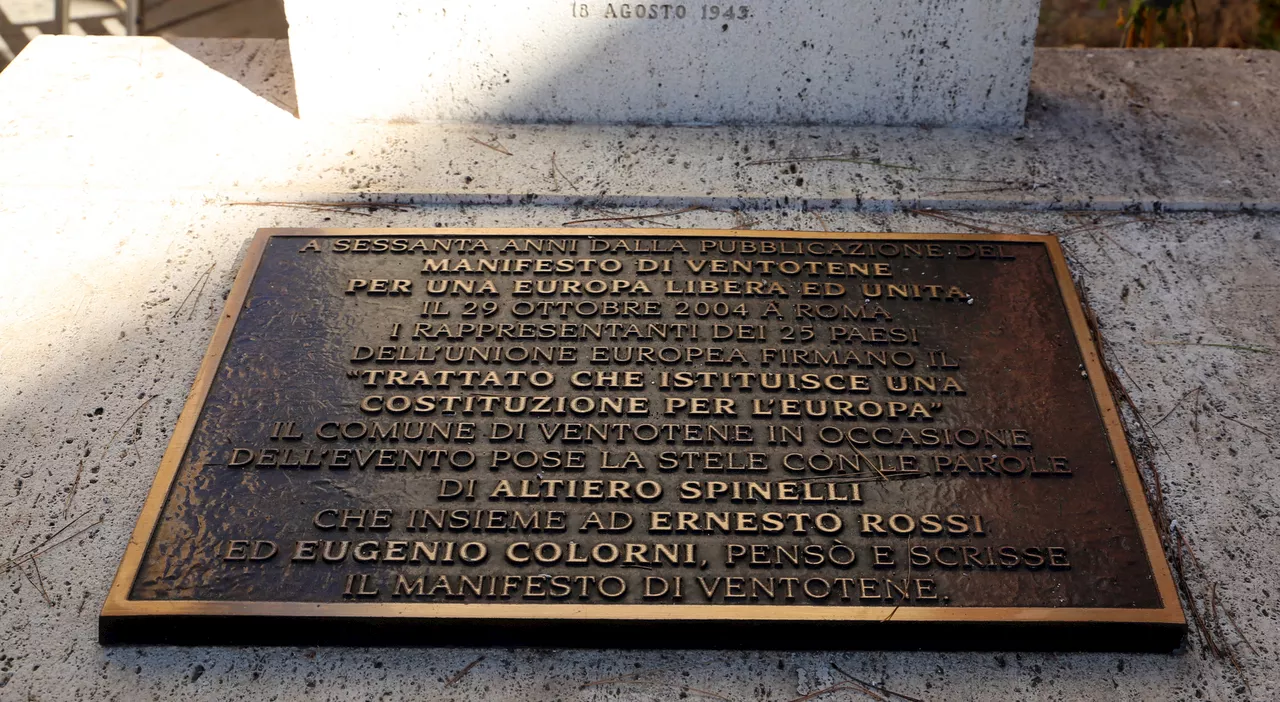 18 AGOSTO 1943.
A SESSANTA ANNI DALLA PUBBLICAZIONE DEL
MANIFESTO DI VENTOTENE
PER UNA EUROPA LIBERA ED UNITA,
IL 29 OTTOBRE 2004 A ROMA
I RAPPRESENTANTI DEI 25 PAESI
DELL'UNIONE EUROPEA FIRMANO IL
"TRATTATO CHE ISTITUISCE UNA
COSTITUZIONE PER L'EUROPA"
IL COMUNE DI VENTOTENE IN OCCASIONE
DELL'EVENTO POSE LA STELE CON LE PAROLE
DI ALTIERO SPINELLI
CHE INSIEME AD ERNESTO ROSSI
ED EUGENIO COLORNI, PENSÒ E SCRISSE
IL MANIFESTO DI VENTOTENE.